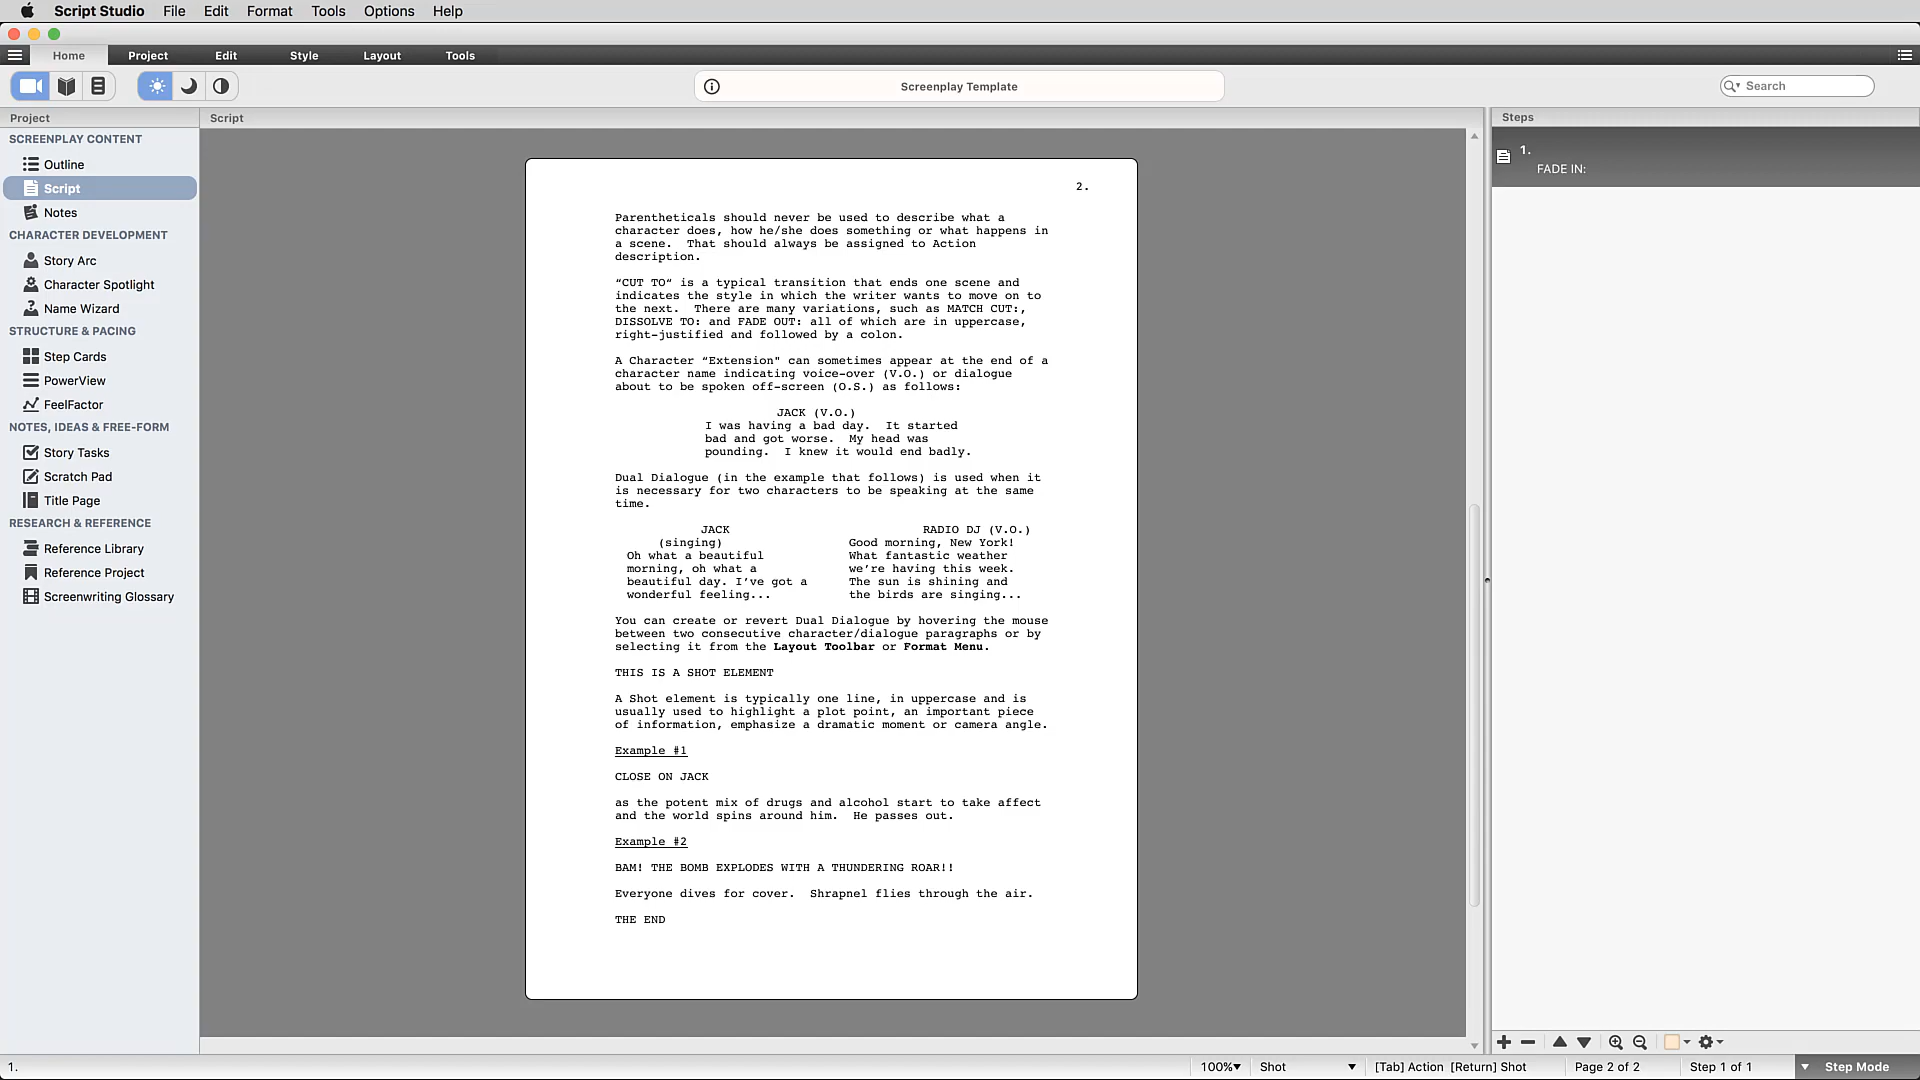 Script Studio File Edit Format Tools Options Help
Home Project Edit Style Layout Tools
Screenplay Template
Search
Project
SCREENPLAY CONTENT
Outline
Script
Notes
CHARACTER DEVELOPMENT
Story Arc
Character Spotlight
Name Wizard
STRUCTURE & PACING
Step Cards
PowerView
FeelFactor
NOTES, IDEAS & FREE-FORM
Story Tasks
Scratch Pad
Title Page
RESEARCH & REFERENCE
Reference Library
Reference Project
Screenwriting Glossary
Script
2.
Parentheticals should never be used to describe what a
character does, how he/she does something or what happens in
a scene.  That should always be assigned to Action
description.
“CUT TO” is a typical transition that ends one scene and
indicates the style in which the writer wants to move on to
the next.  There are many variations, such as MATCH CUT:,
DISSOLVE TO: and FADE OUT: all of which are in uppercase,
right-justified and followed by a colon.
A Character “Extension" can sometimes appear at the end of a
character name indicating voice-over (V.O.) or dialogue
about to be spoken off-screen (O.S.) as follows:
JACK (V.O.)
I was having a bad day.  It started
bad and got worse.  My head was
pounding.  I knew it would end badly.
Dual Dialogue (in the example that follows) is used when it
is necessary for two characters to be speaking at the same
time.
JACK
(singing)
Oh what a beautiful
morning, oh what a
beautiful day. I’ve got a
wonderful feeling...
RADIO DJ (V.O.)
Good morning, New York!
What fantastic weather
we’re having this week.
The sun is shining and
the birds are singing...
You can create or revert Dual Dialogue by hovering the mouse
between two consecutive character/dialogue paragraphs or by
selecting it from the Layout Toolbar or Format Menu.
THIS IS A SHOT ELEMENT
A Shot element is typically one line, in uppercase and is
usually used to highlight a plot point, an important piece
of information, emphasize a dramatic moment or camera angle.
Example #1
CLOSE ON JACK
as the potent mix of drugs and alcohol start to take affect
and the world spins around him.  He passes out.
Example #2
BAM! THE BOMB EXPLODES WITH A THUNDERING ROAR!!
Everyone dives for cover.  Shrapnel flies through the air.
THE END
Steps
1.
FADE IN:
1.
100% Shot [Tab] Action [Return] Shot Page 2 of 2 Step 1 of 1 Step Mode